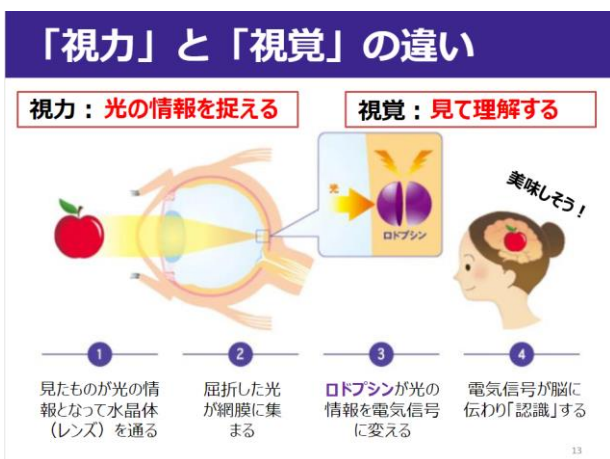 「視力」と「視覚」の違い
視力：光の情報を捉える
視覚：見て理解する
光
ロドプシン
美味しそう！
1
見たものが光の情
報となって水晶体
（レンズ）を通る
2
屈折した光
が網膜に集
まる
3
ロドプシンが光の
情報を電気信号
に変える
4
電気信号が脳に
伝わり「認識」する
13